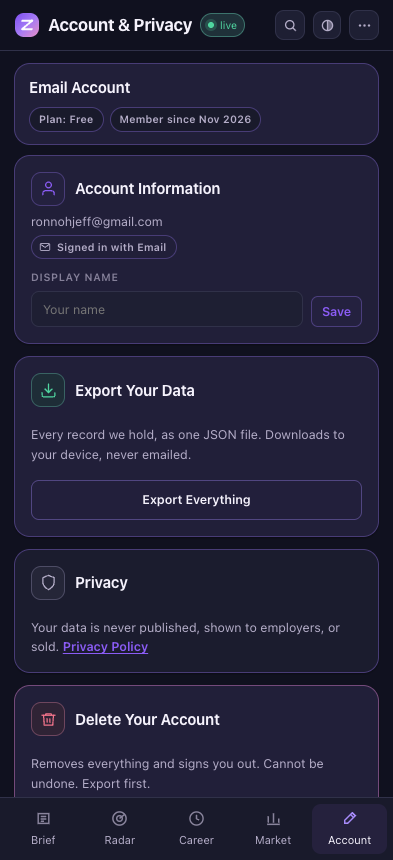 Z Account & Privacy live
Email Account
Plan: Free Member since Nov 2026
Account Information
ronnohjeff@gmail.com
Signed in with Email
DISPLAY NAME
Your name Save
Export Your Data
Every record we hold, as one JSON file. Downloads to
your device, never emailed.
Export Everything
Privacy
Your data is never published, shown to employers, or
sold. Privacy Policy
Delete Your Account
Removes everything and signs you out. Cannot be
undone. Export first.
Brief Radar Career Market Account